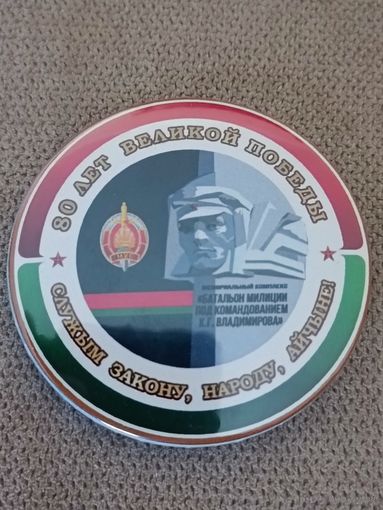 80 ЛЕТ ВЕЛИКОЙ ПОБЕДЫ
МЕМОРИАЛЬНЫЙ КОМПЛЕКС
«БАТАЛЬОН МИЛИЦИИ
ПОД КОМАНДОВАНИЕМ
К.Г. ВЛАДИМИРОВА»
СЛУЖЫМ ЗАКОНУ, НАРОДУ, АЙЧЫНЕ!